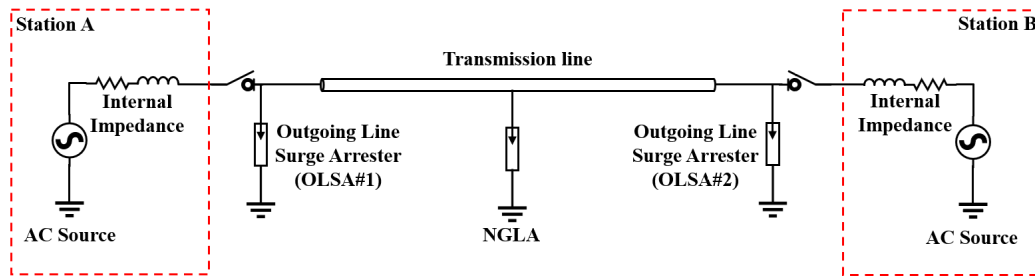 Station A
Station B
Transmission line
Internal
Impedance
Outgoing Line
Surge Arrester
(OLSA#1)
Outgoing Line
Surge Arrester
(OLSA#2)
Internal
Impedance
AC Source
NGLA
AC Source